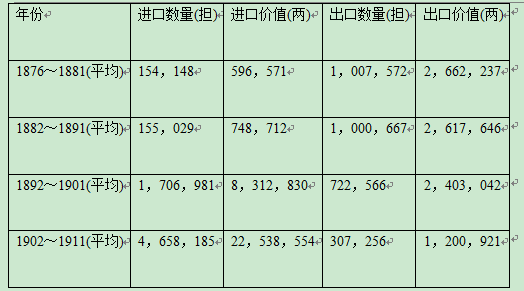 年份 进口数量(担) 进口价值(两) 出口数量(担) 出口价值(两)
1876～1881(平均) 154，148 596，571 1，007，572 2，662，237
1882～1891(平均) 155，029 748，712 1，000，667 2，617，646
1892～1901(平均) 1，706，981 8，312，830 722，566 2，403，042
1902～1911(平均) 4，658，185 22，538，554 307，256 1，200，921